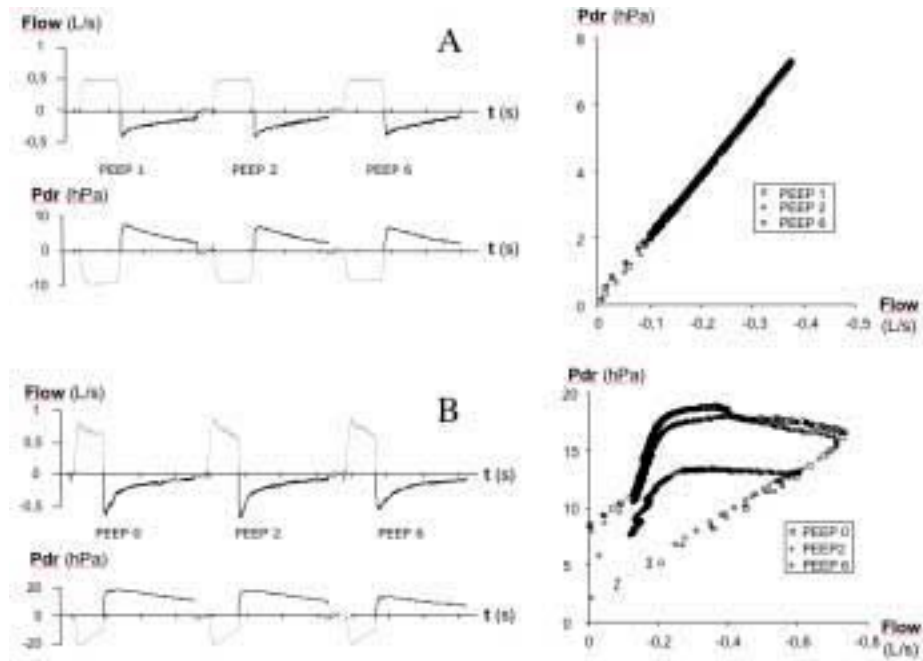 Flow (L/s)
A
1
0,5
0
-0,5
t (s)
PEEP 1 PEEP 2 PEEP 6
Pdr (hPa)
10
0
-10
t (s)
Pdr (hPa)
8
6
4
2
0
PEEP 1
PEEP 2
PEEP 6
0 -0,1 -0,2 -0,3 -0,4 -0,5
Flow
(L/s)
Flow (L/s)
B
1
0,5
0
-0,5
t (s)
PEEP 0 PEEP 2 PEEP 6
Pdr (hPa)
20
0
-20
t (s)
Pdr (hPa)
20
15
10
5
0
PEEP 0
PEEP2
PEEP 6
0 -0,2 -0,4 -0,6 -0,8
Flow
(L/s)